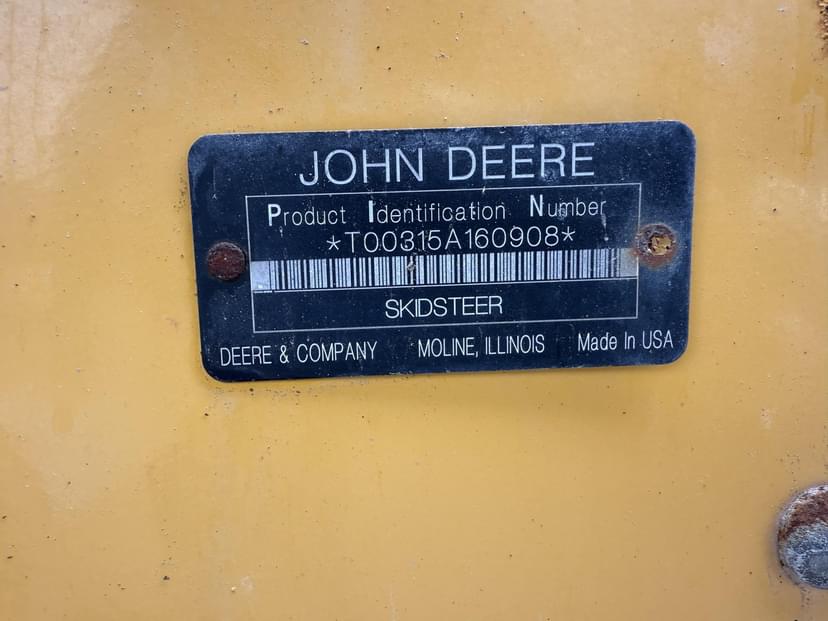 JOHN DEERE
Product Identification Number
*T00315A160908*
SKIDSTEER
DEERE & COMPANY MOLINE, ILLINOIS Made In USA